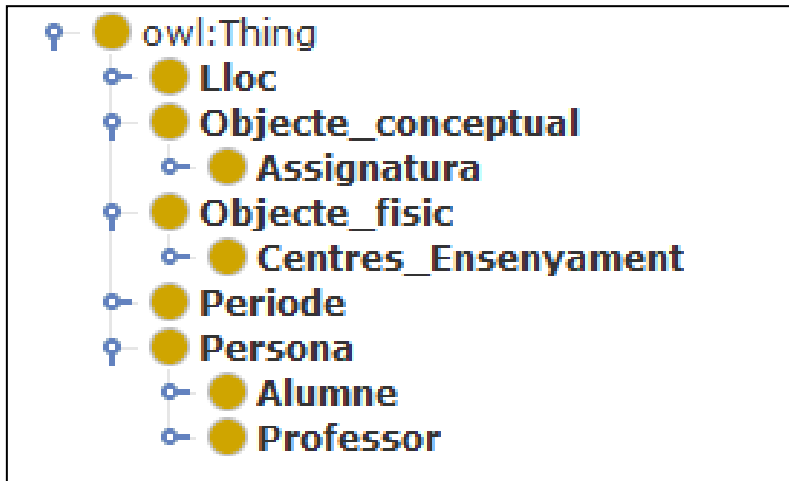 owl:Thing
Lloc
Objecte_conceptual
Assignatura
Objecte_fisic
Centres_Ensenyament
Periode
Persona
Alumne
Professor